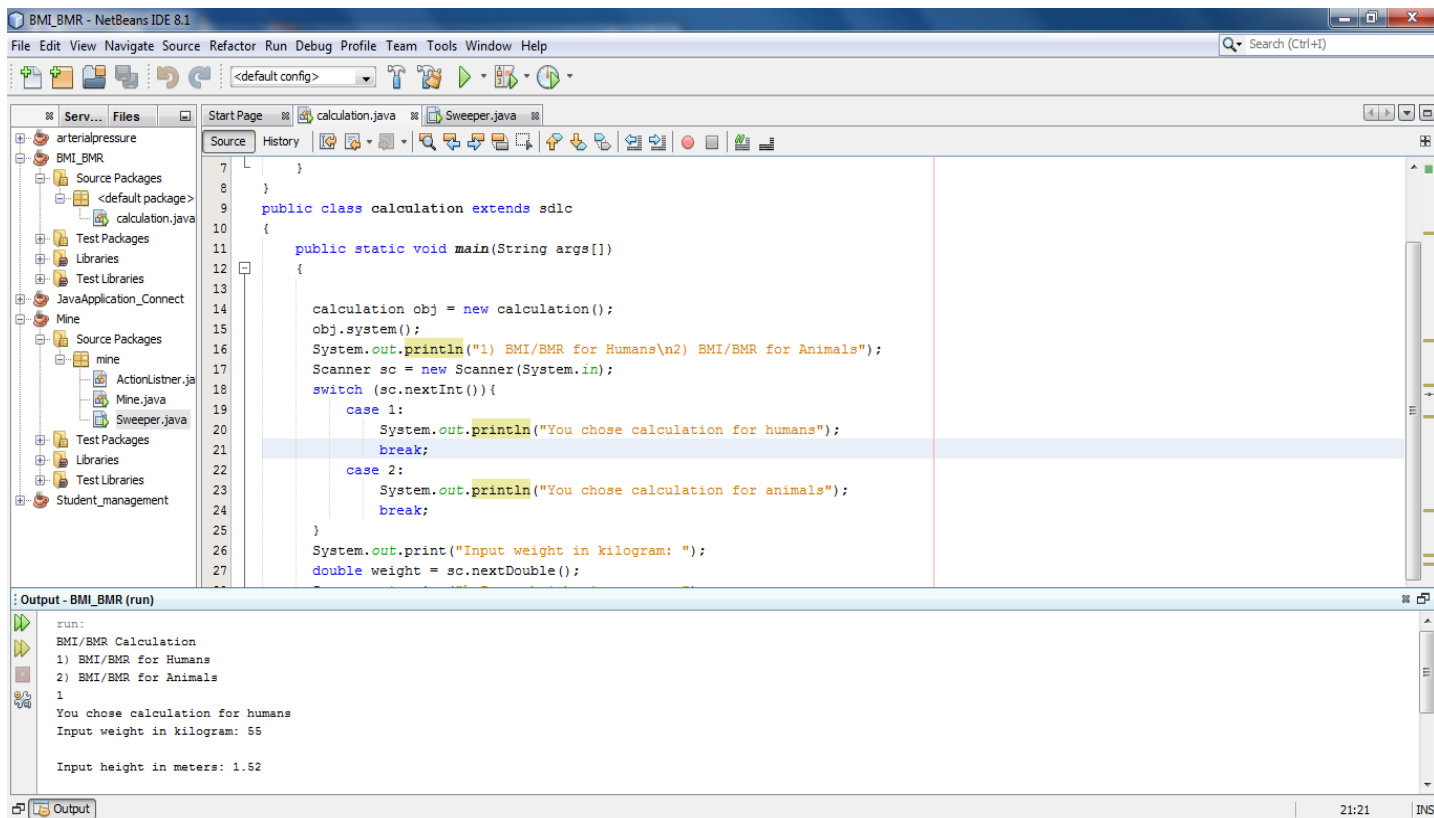 BMI_BMR - NetBeans IDE 8.1
File Edit View Navigate Source Refactor Run Debug Profile Team Tools Window Help
Search (Ctrl+I)
<default config>
Serv... Files
Start Page calculation.java Sweeper.java
Source History
arterialpressure
BMI_BMR
Source Packages
<default package>
calculation.java
Test Packages
Libraries
Test Libraries
JavaApplication_Connect
Mine
Source Packages
mine
ActionListner.ja
Mine.java
Sweeper.java
Test Packages
Libraries
Test Libraries
Student_management
7 }
8 }
9 public class calculation extends sdlc
10 {
11 public static void main(String args[])
12 {
13
14 calculation obj = new calculation();
15 obj.system();
16 System.out.println("1) BMI/BMR for Humans\n2) BMI/BMR for Animals");
17 Scanner sc = new Scanner(System.in);
18 switch (sc.nextInt()){
19 case 1:
20 System.out.println("You chose calculation for humans");
21 break;
22 case 2:
23 System.out.println("You chose calculation for animals");
24 break;
25 }
26 System.out.print("Input weight in kilogram: ");
27 double weight = sc.nextDouble();
Output - BMI_BMR (run)
run:
BMI/BMR Calculation
1) BMI/BMR for Humans
2) BMI/BMR for Animals
1
You chose calculation for humans
Input weight in kilogram: 55
Input height in meters: 1.52
Output
21:21 INS